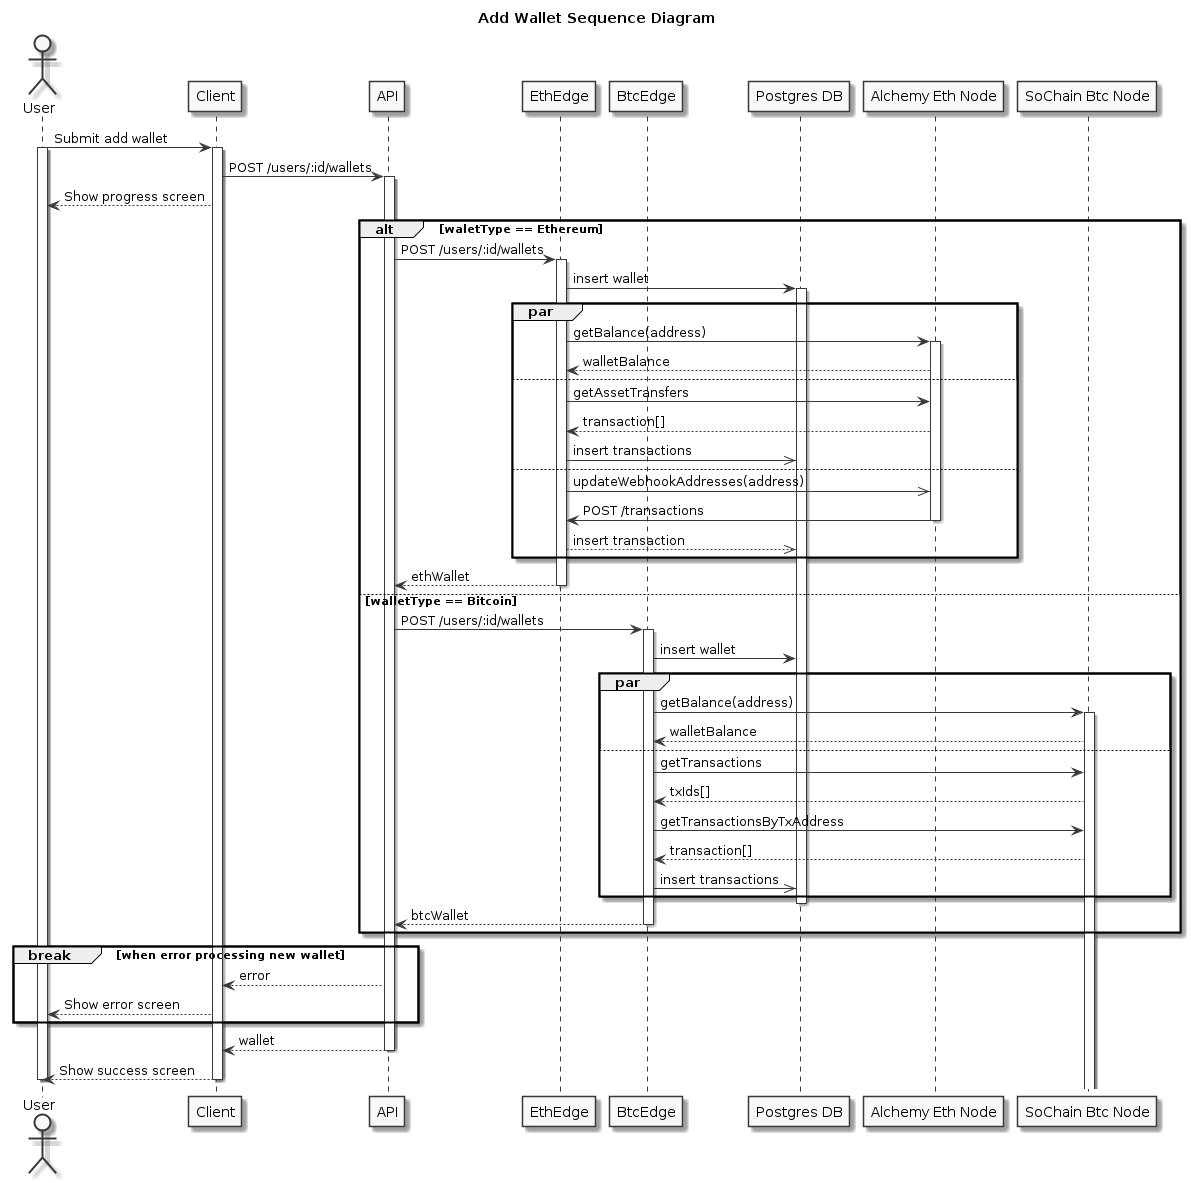 Add Wallet Sequence Diagram
User
Client
API
EthEdge
BtcEdge
Postgres DB
Alchemy Eth Node
SoChain Btc Node
Submit add wallet
POST /users/:id/wallets
Show progress screen
alt
[waletType == Ethereum]
POST /users/:id/wallets
insert wallet
par
getBalance(address)
walletBalance
getAssetTransfers
transaction[]
insert transactions
updateWebhookAddresses(address)
POST /transactions
insert transaction
ethWallet
[walletType == Bitcoin]
POST /users/:id/wallets
insert wallet
par
getBalance(address)
walletBalance
getTransactions
txIds[]
getTransactionsByTxAddress
transaction[]
insert transactions
btcWallet
break
[when error processing new wallet]
error
Show error screen
wallet
Show success screen
User
Client
API
EthEdge
BtcEdge
Postgres DB
Alchemy Eth Node
SoChain Btc Node